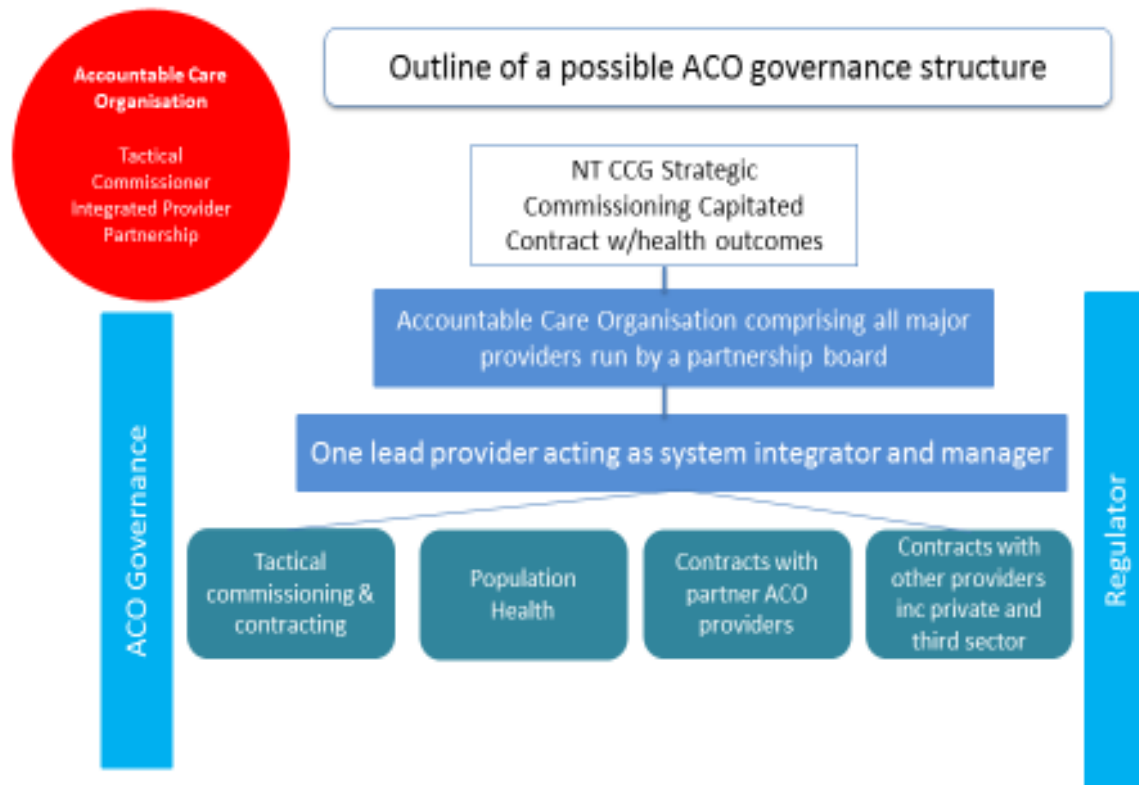 Accountable Care
Organisation
Tactical
Commissioner
Integrated Provider
Partnership
Outline of a possible ACO governance structure
NT CCG Strategic
Commissioning Capitated
Contract w/health outcomes
Accountable Care Organisation comprising all major
providers run by a partnership board
One lead provider acting as system integrator and manager
Tactical
commissioning &
contracting
Population
Health
Contracts with
partner ACO
providers
Contracts with
other providers
inc private and
third sector
ACO Governance
Regulator